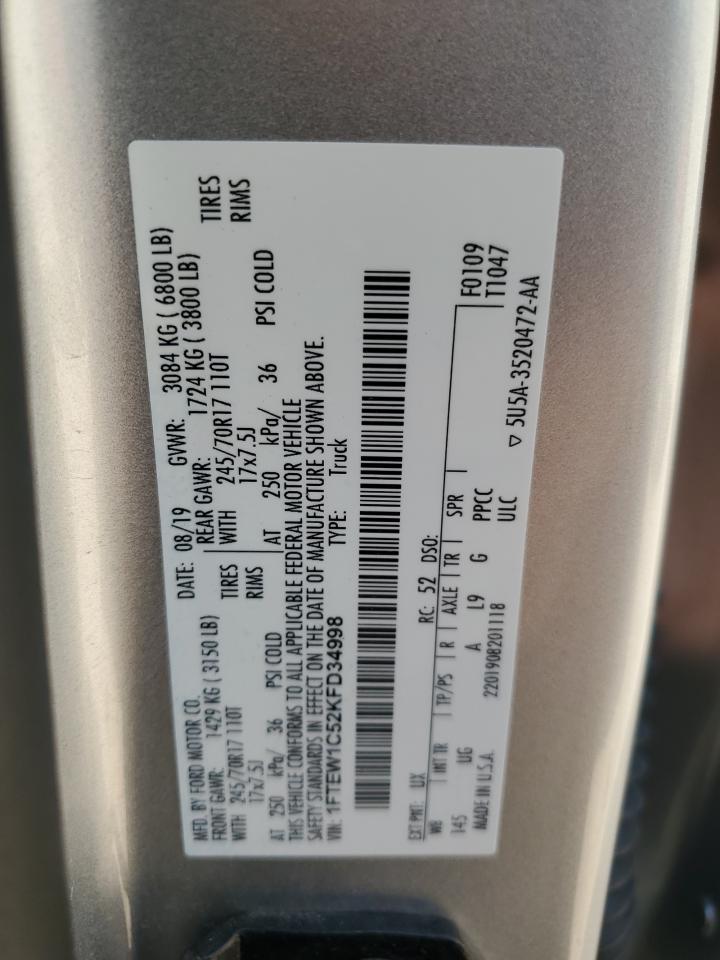 MFD. BY FORD MOTOR CO.
DATE: 08/19 GVWR: 3084 KG ( 6800 LB)
FRONT GAWR: 1429 KG ( 3150 LB) REAR GAWR: 1724 KG ( 3800 LB)
WITH 245/70R17 110T TIRES WITH 245/70R17 110T TIRES
17x7.5J RIMS 17x7.5J RIMS
AT 250 kPa/ 36 PSI COLD AT 250 kPa/ 36 PSI COLD
THIS VEHICLE CONFORMS TO ALL APPLICABLE FEDERAL MOTOR VEHICLE
SAFETY STANDARDS IN EFFECT ON THE DATE OF MANUFACTURE SHOWN ABOVE.
VIN: 1FTEW1C52KFD34998 TYPE: Truck
EXT PNT: UX RC: 52 DSO:
WB INT TR TP/PS R AXLE TR SPR F0109
145 UG A L9 G PPCC T1047
MADE IN U.S.A. 2201908201118 ULC
▽ 5U5A-3520472-AA